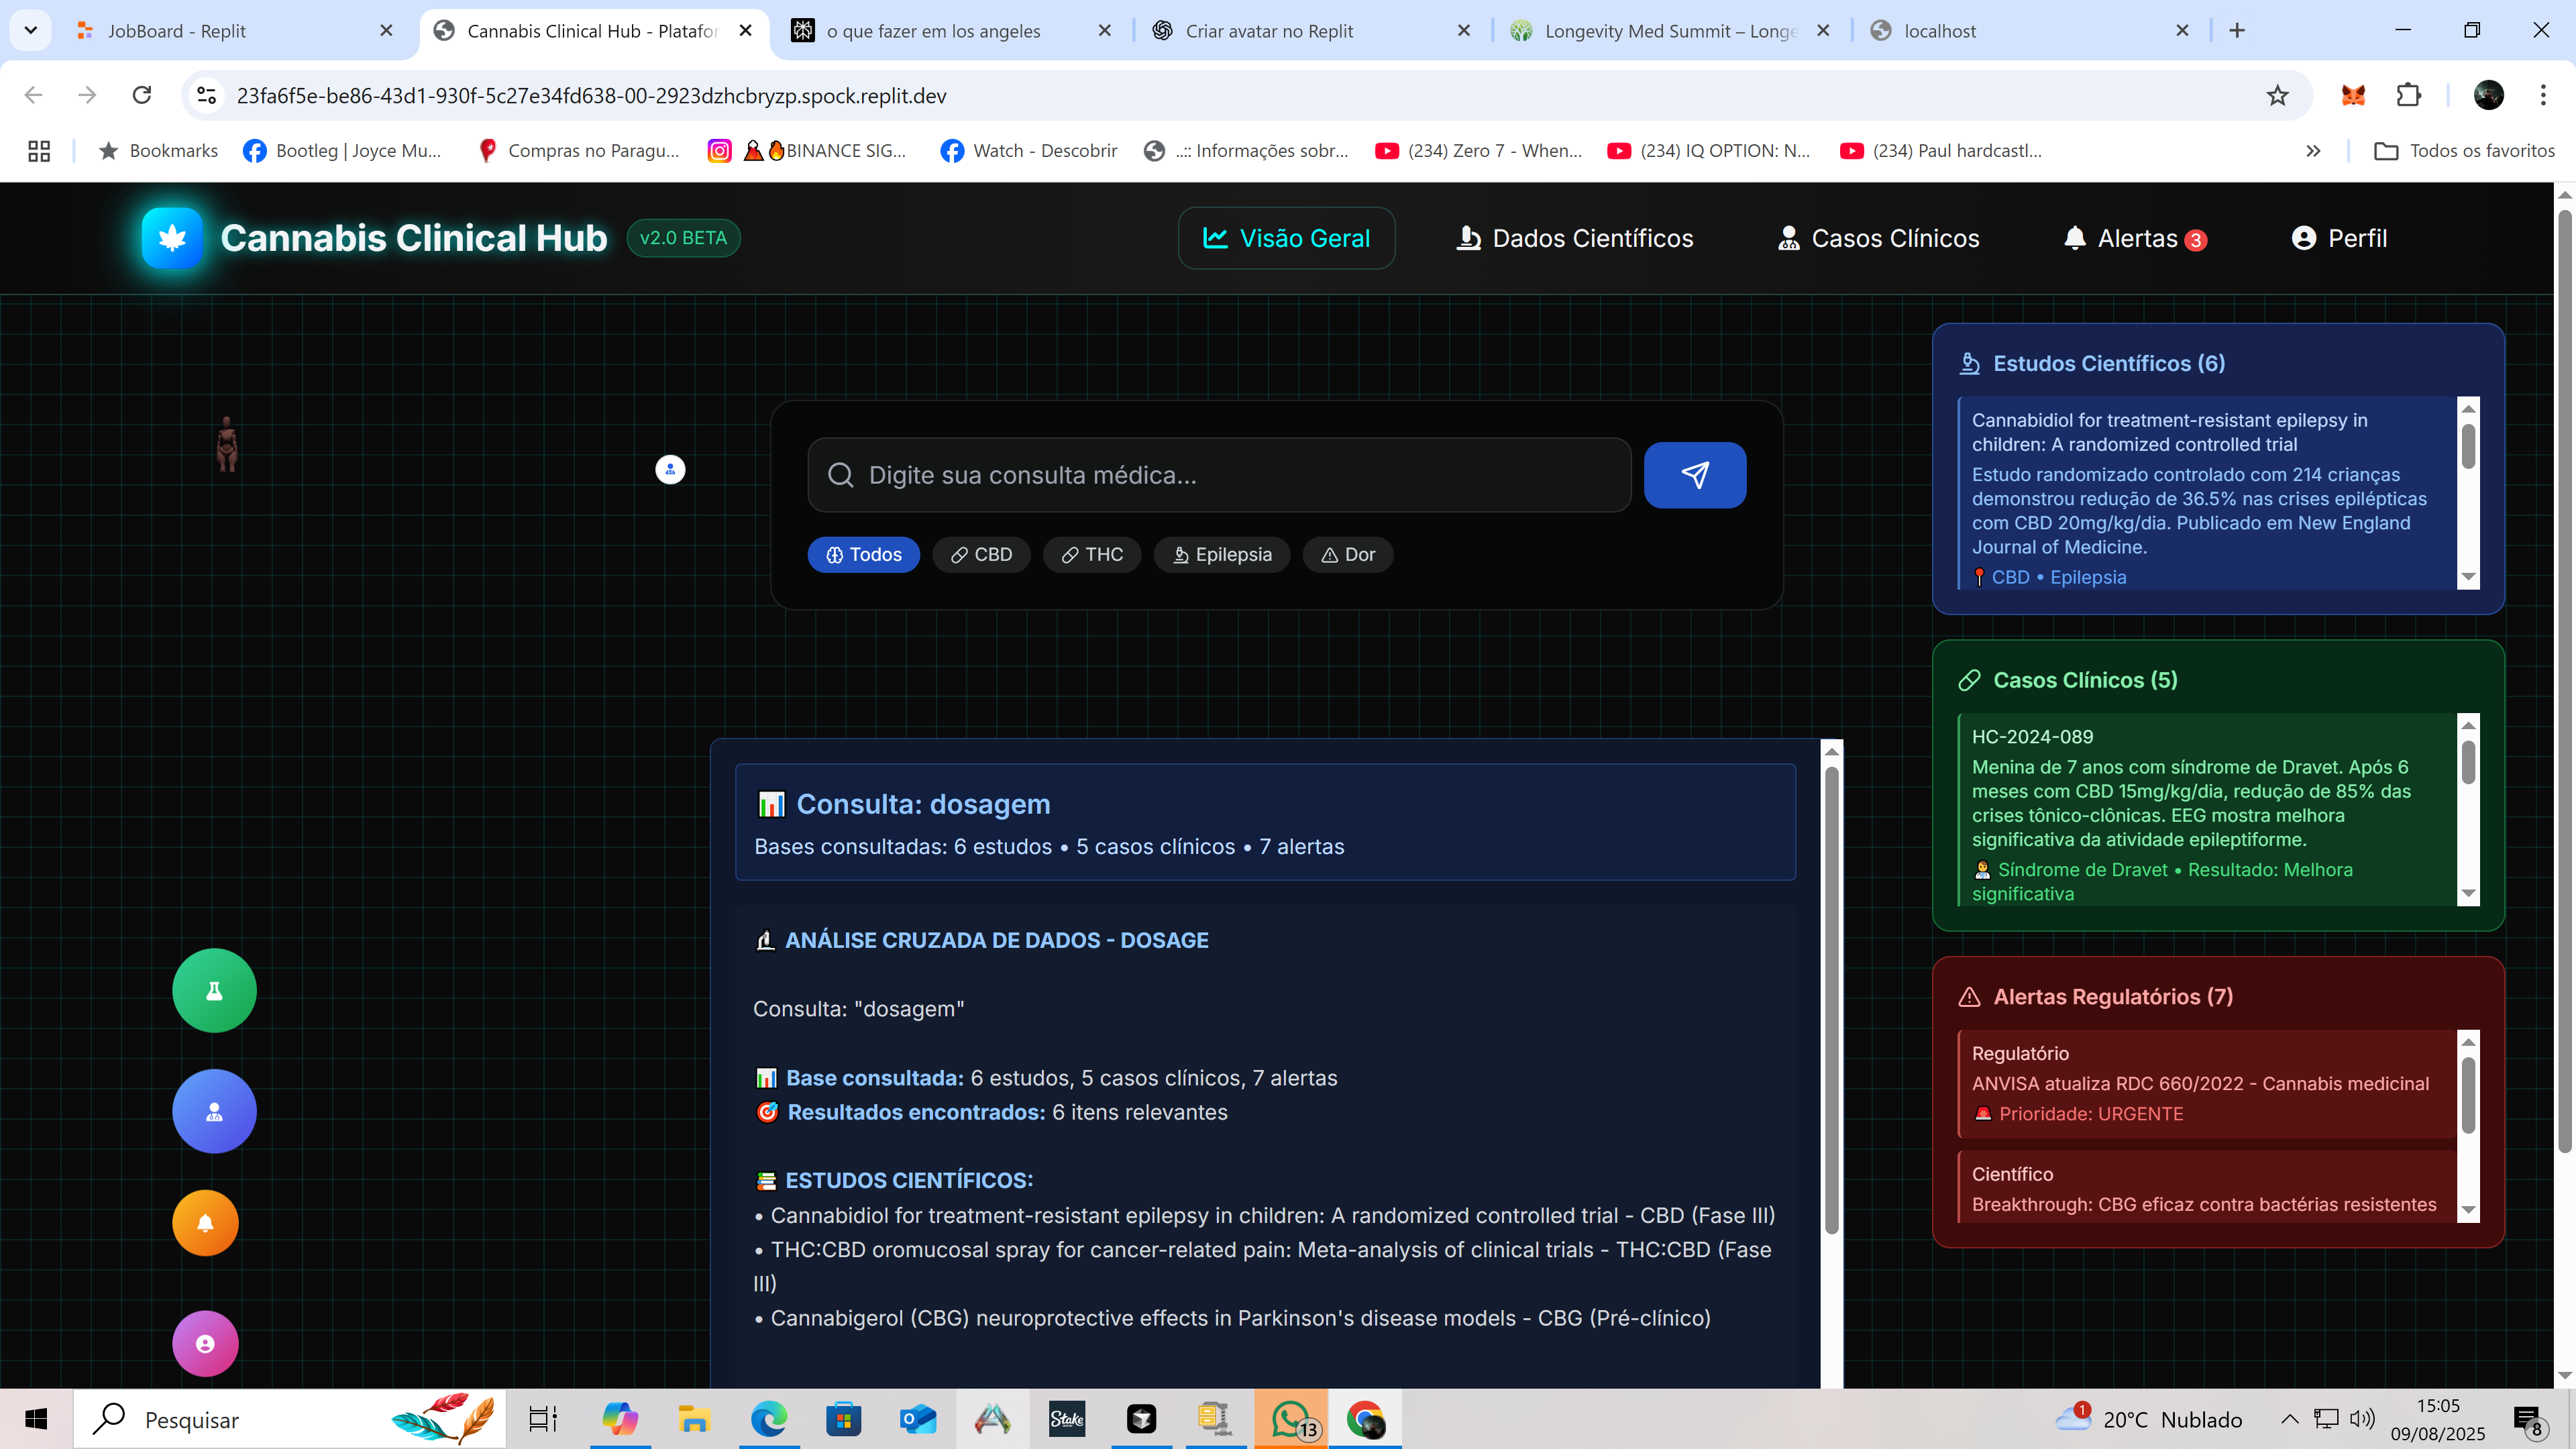 JobBoard - Replit
Cannabis Clinical Hub - Platafor
o que fazer em los angeles
Criar avatar no Replit
Longevity Med Summit – Longe
localhost
23fa6f5e-be86-43d1-930f-5c27e34fd638-00-2923dzhcbryzp.spock.replit.dev
Bookmarks
Bootleg | Joyce Mu...
Compras no Paragu...
🌋🔥BINANCE SIG...
Watch - Descobrir
..:: Informações sobr...
(234) Zero 7 - When...
(234) IQ OPTION: N...
(234) Paul hardcastl...
Todos os favoritos
Cannabis Clinical Hub
v2.0 BETA
Visão Geral
Dados Científicos
Casos Clínicos
Alertas 3
Perfil
Digite sua consulta médica...
Todos
CBD
THC
Epilepsia
Dor
📊 Consulta: dosagem
Bases consultadas: 6 estudos • 5 casos clínicos • 7 alertas
🔬 ANÁLISE CRUZADA DE DADOS - DOSAGE
Consulta: "dosagem"
📊 Base consultada: 6 estudos, 5 casos clínicos, 7 alertas
🎯 Resultados encontrados: 6 itens relevantes
📚 ESTUDOS CIENTÍFICOS:
• Cannabidiol for treatment-resistant epilepsy in children: A randomized controlled trial - CBD (Fase III)
• THC:CBD oromucosal spray for cancer-related pain: Meta-analysis of clinical trials - THC:CBD (Fase
III)
• Cannabigerol (CBG) neuroprotective effects in Parkinson's disease models - CBG (Pré-clínico)
Estudos Científicos (6)
Cannabidiol for treatment-resistant epilepsy in
children: A randomized controlled trial
Estudo randomizado controlado com 214 crianças
demonstrou redução de 36.5% nas crises epilépticas
com CBD 20mg/kg/dia. Publicado em New England
Journal of Medicine.
📍 CBD • Epilepsia
Casos Clínicos (5)
HC-2024-089
Menina de 7 anos com síndrome de Dravet. Após 6
meses com CBD 15mg/kg/dia, redução de 85% das
crises tônico-clônicas. EEG mostra melhora
significativa da atividade epileptiforme.
👩‍⚕️ Síndrome de Dravet • Resultado: Melhora
significativa
Alertas Regulatórios (7)
Regulatório
ANVISA atualiza RDC 660/2022 - Cannabis medicinal
🚨 Prioridade: URGENTE
Científico
Breakthrough: CBG eficaz contra bactérias resistentes
Pesquisar
Stake
13
1
20°C Nublado
15:05
09/08/2025
8